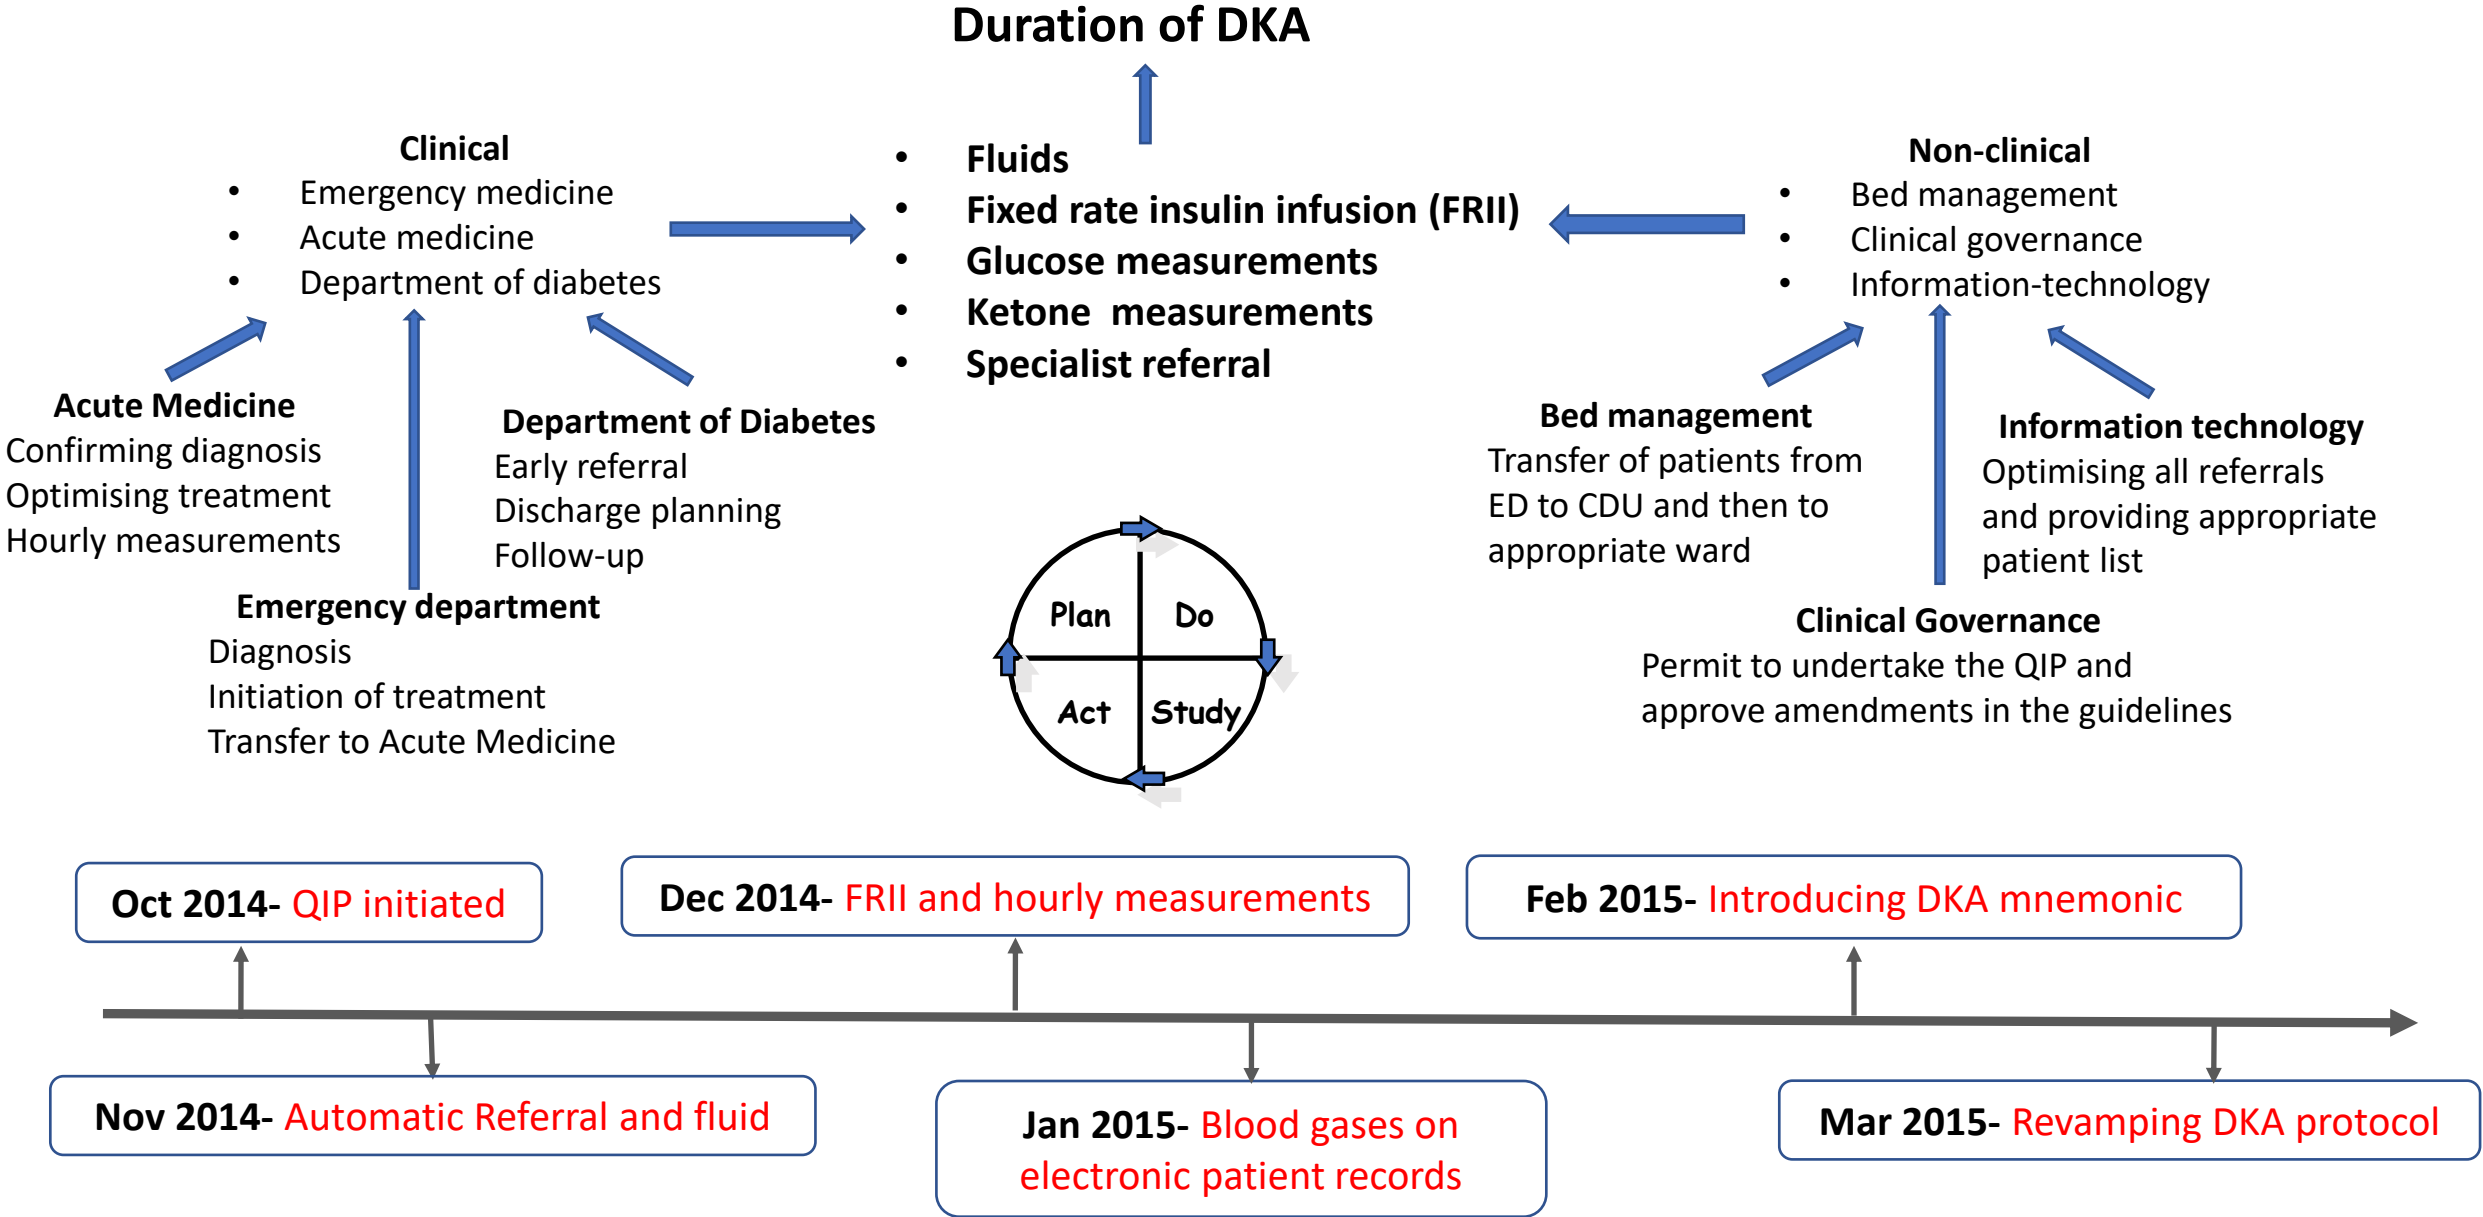 Duration of DKA
Clinical
• Emergency medicine
• Acute medicine
• Department of diabetes
• Fluids
• Fixed rate insulin infusion (FRII)
• Glucose measurements
• Ketone  measurements
• Specialist referral
Non-clinical
• Bed management
• Clinical governance
• Information-technology
Acute Medicine
Confirming diagnosis
Optimising treatment
Hourly measurements
Department of Diabetes
Early referral
Discharge planning
Follow-up
Emergency department
Diagnosis
Initiation of treatment
Transfer to Acute Medicine
Bed management
Transfer of patients from
ED to CDU and then to
appropriate ward
Information technology
Optimising all referrals
and providing appropriate
patient list
Clinical Governance
Permit to undertake the QIP and
approve amendments in the guidelines
Plan
Do
Act
Study
Oct 2014- QIP initiated
Dec 2014- FRII and hourly measurements
Feb 2015- Introducing DKA mnemonic
Nov 2014- Automatic Referral and fluid
Jan 2015- Blood gases on
electronic patient records
Mar 2015- Revamping DKA protocol